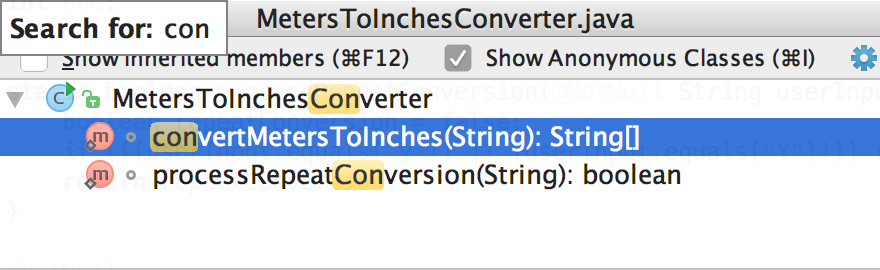 MetersToInchesConverter.java
Search for: con
Show Inherited members (⌘F12) Show Anonymous Classes (⌘I)
C MetersToInchesConverter
m convertMetersToInches(String): String[]
m processRepeatConversion(String): boolean